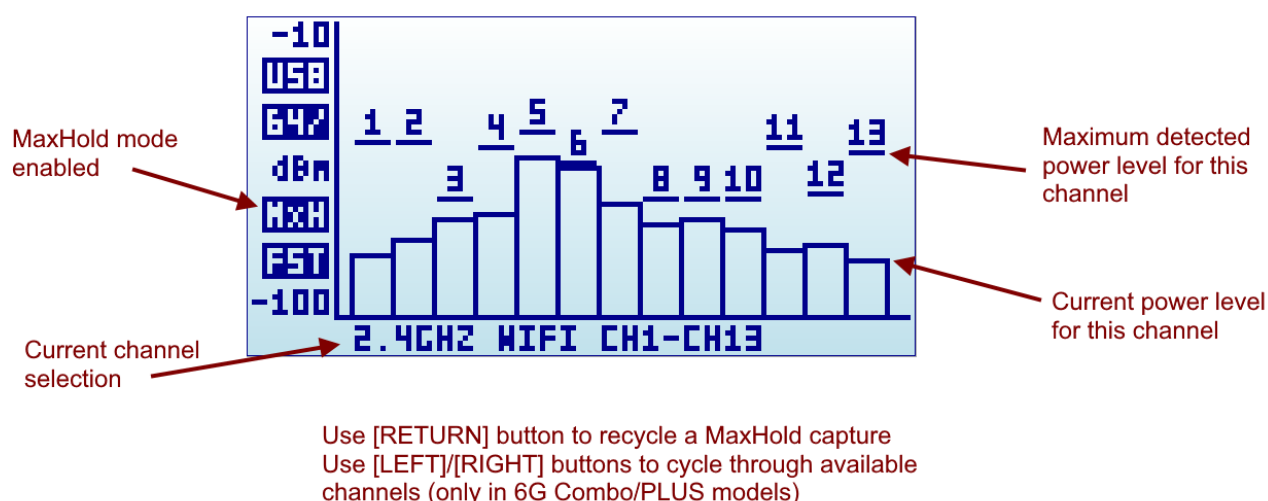 -10
USB
64/
dBm
MXH
FST
-100
1
2
3
4
5
6
7
8
9
10
11
12
13
2.4GHZ WIFI CH1-CH13
MaxHold mode
enabled
Current channel
selection
Maximum detected
power level for this
channel
Current power level
for this channel
Use [RETURN] button to recycle a MaxHold capture
Use [LEFT]/[RIGHT] buttons to cycle through available
channels (only in 6G Combo/PLUS models)